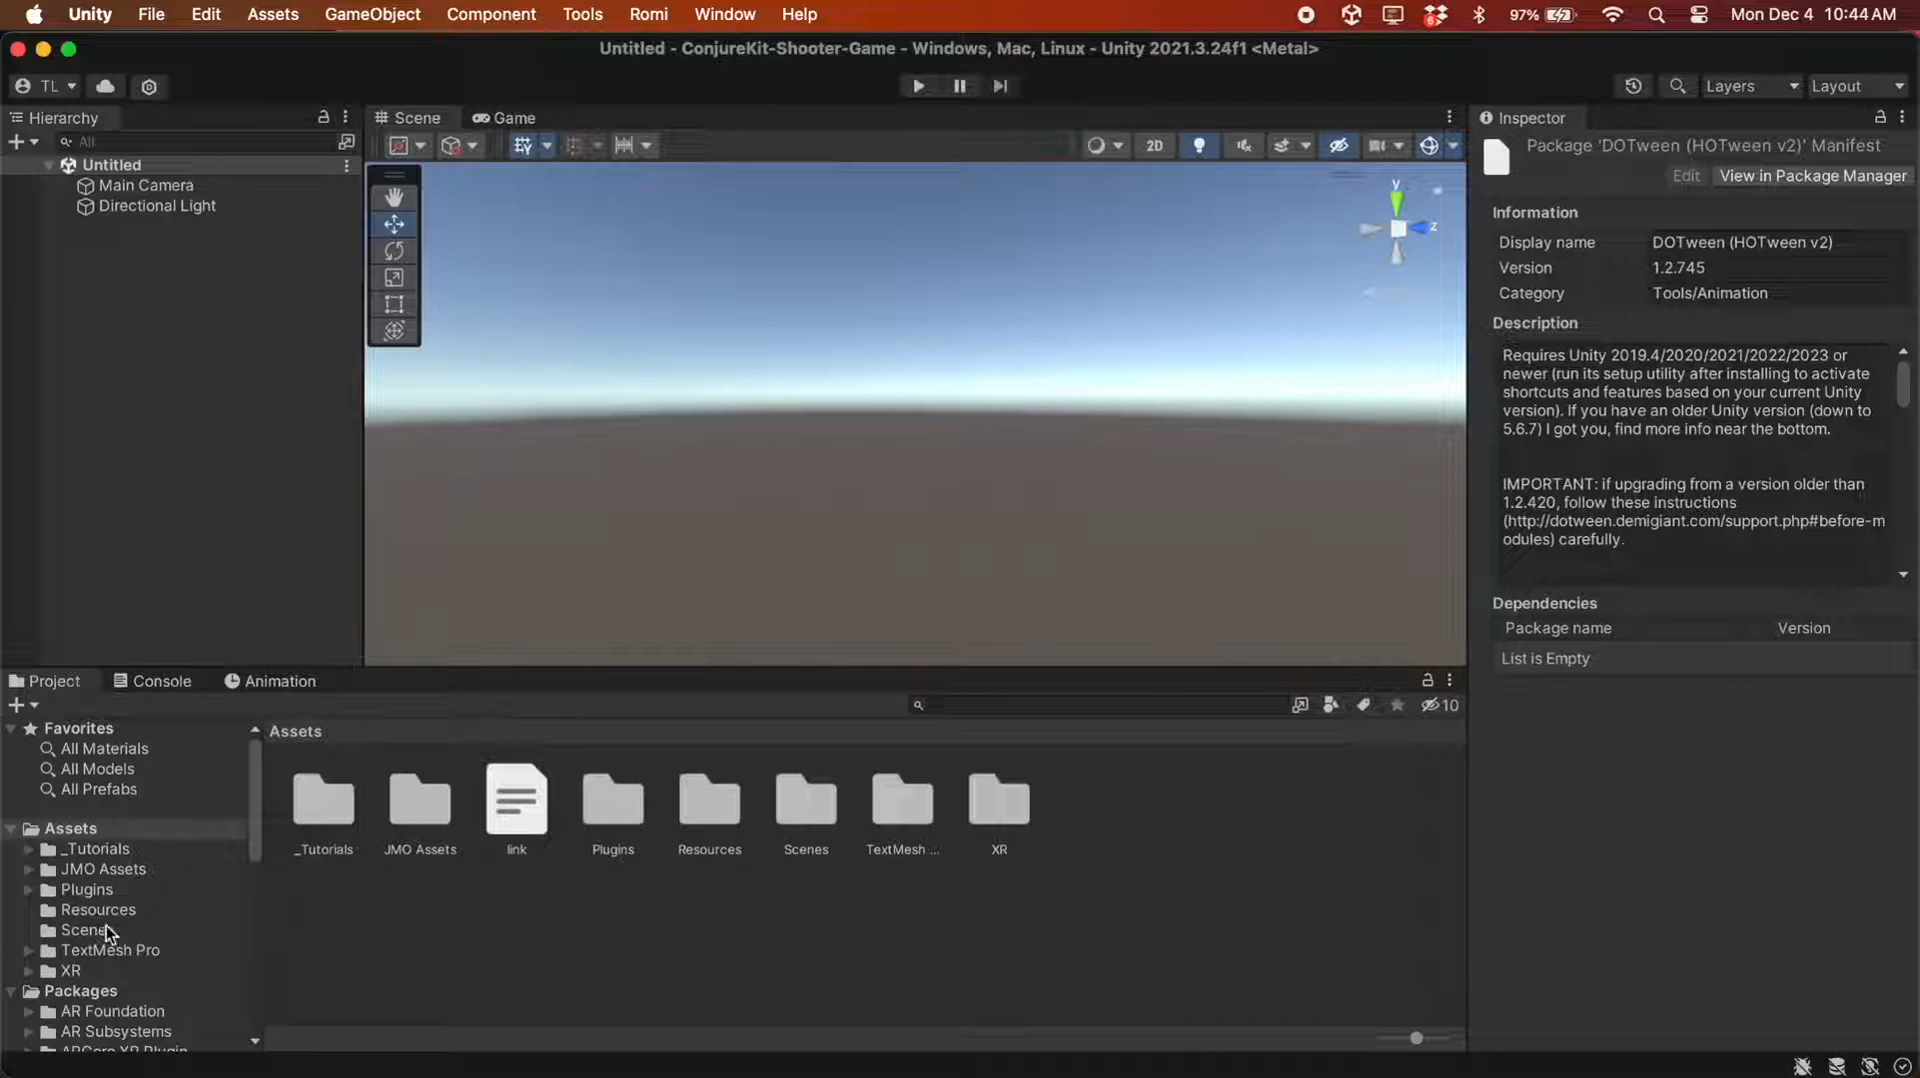 Unity File Edit Assets GameObject Component Tools Romi Window Help 6 97% Mon Dec 4 10:44 AM
Untitled - ConjureKit-Shooter-Game - Windows, Mac, Linux - Unity 2021.3.24f1 <Metal>
TL Layers Layout
Hierarchy
All
Untitled
Main Camera
Directional Light
Scene Game
2D
y
z
Inspector
Package 'DOTween (HOTween v2)' Manifest
Edit View in Package Manager
Information
Display name DOTween (HOTween v2)
Version 1.2.745
Category Tools/Animation
Description
Requires Unity 2019.4/2020/2021/2022/2023 or
newer (run its setup utility after installing to activate
shortcuts and features based on your current Unity
version). If you have an older Unity version (down to
5.6.7) I got you, find more info near the bottom.
IMPORTANT: if upgrading from a version older than
1.2.420, follow these instructions
(http://dotween.demigiant.com/support.php#before-m
odules) carefully.
Dependencies
Package name Version
List is Empty
Project Console Animation
10
Favorites
All Materials
All Models
All Prefabs
Assets
_Tutorials
JMO Assets
Plugins
Resources
Scene
TextMesh Pro
XR
Packages
AR Foundation
AR Subsystems
ARCore XR Plugin
Assets
_Tutorials JMO Assets link Plugins Resources Scenes TextMesh ... XR